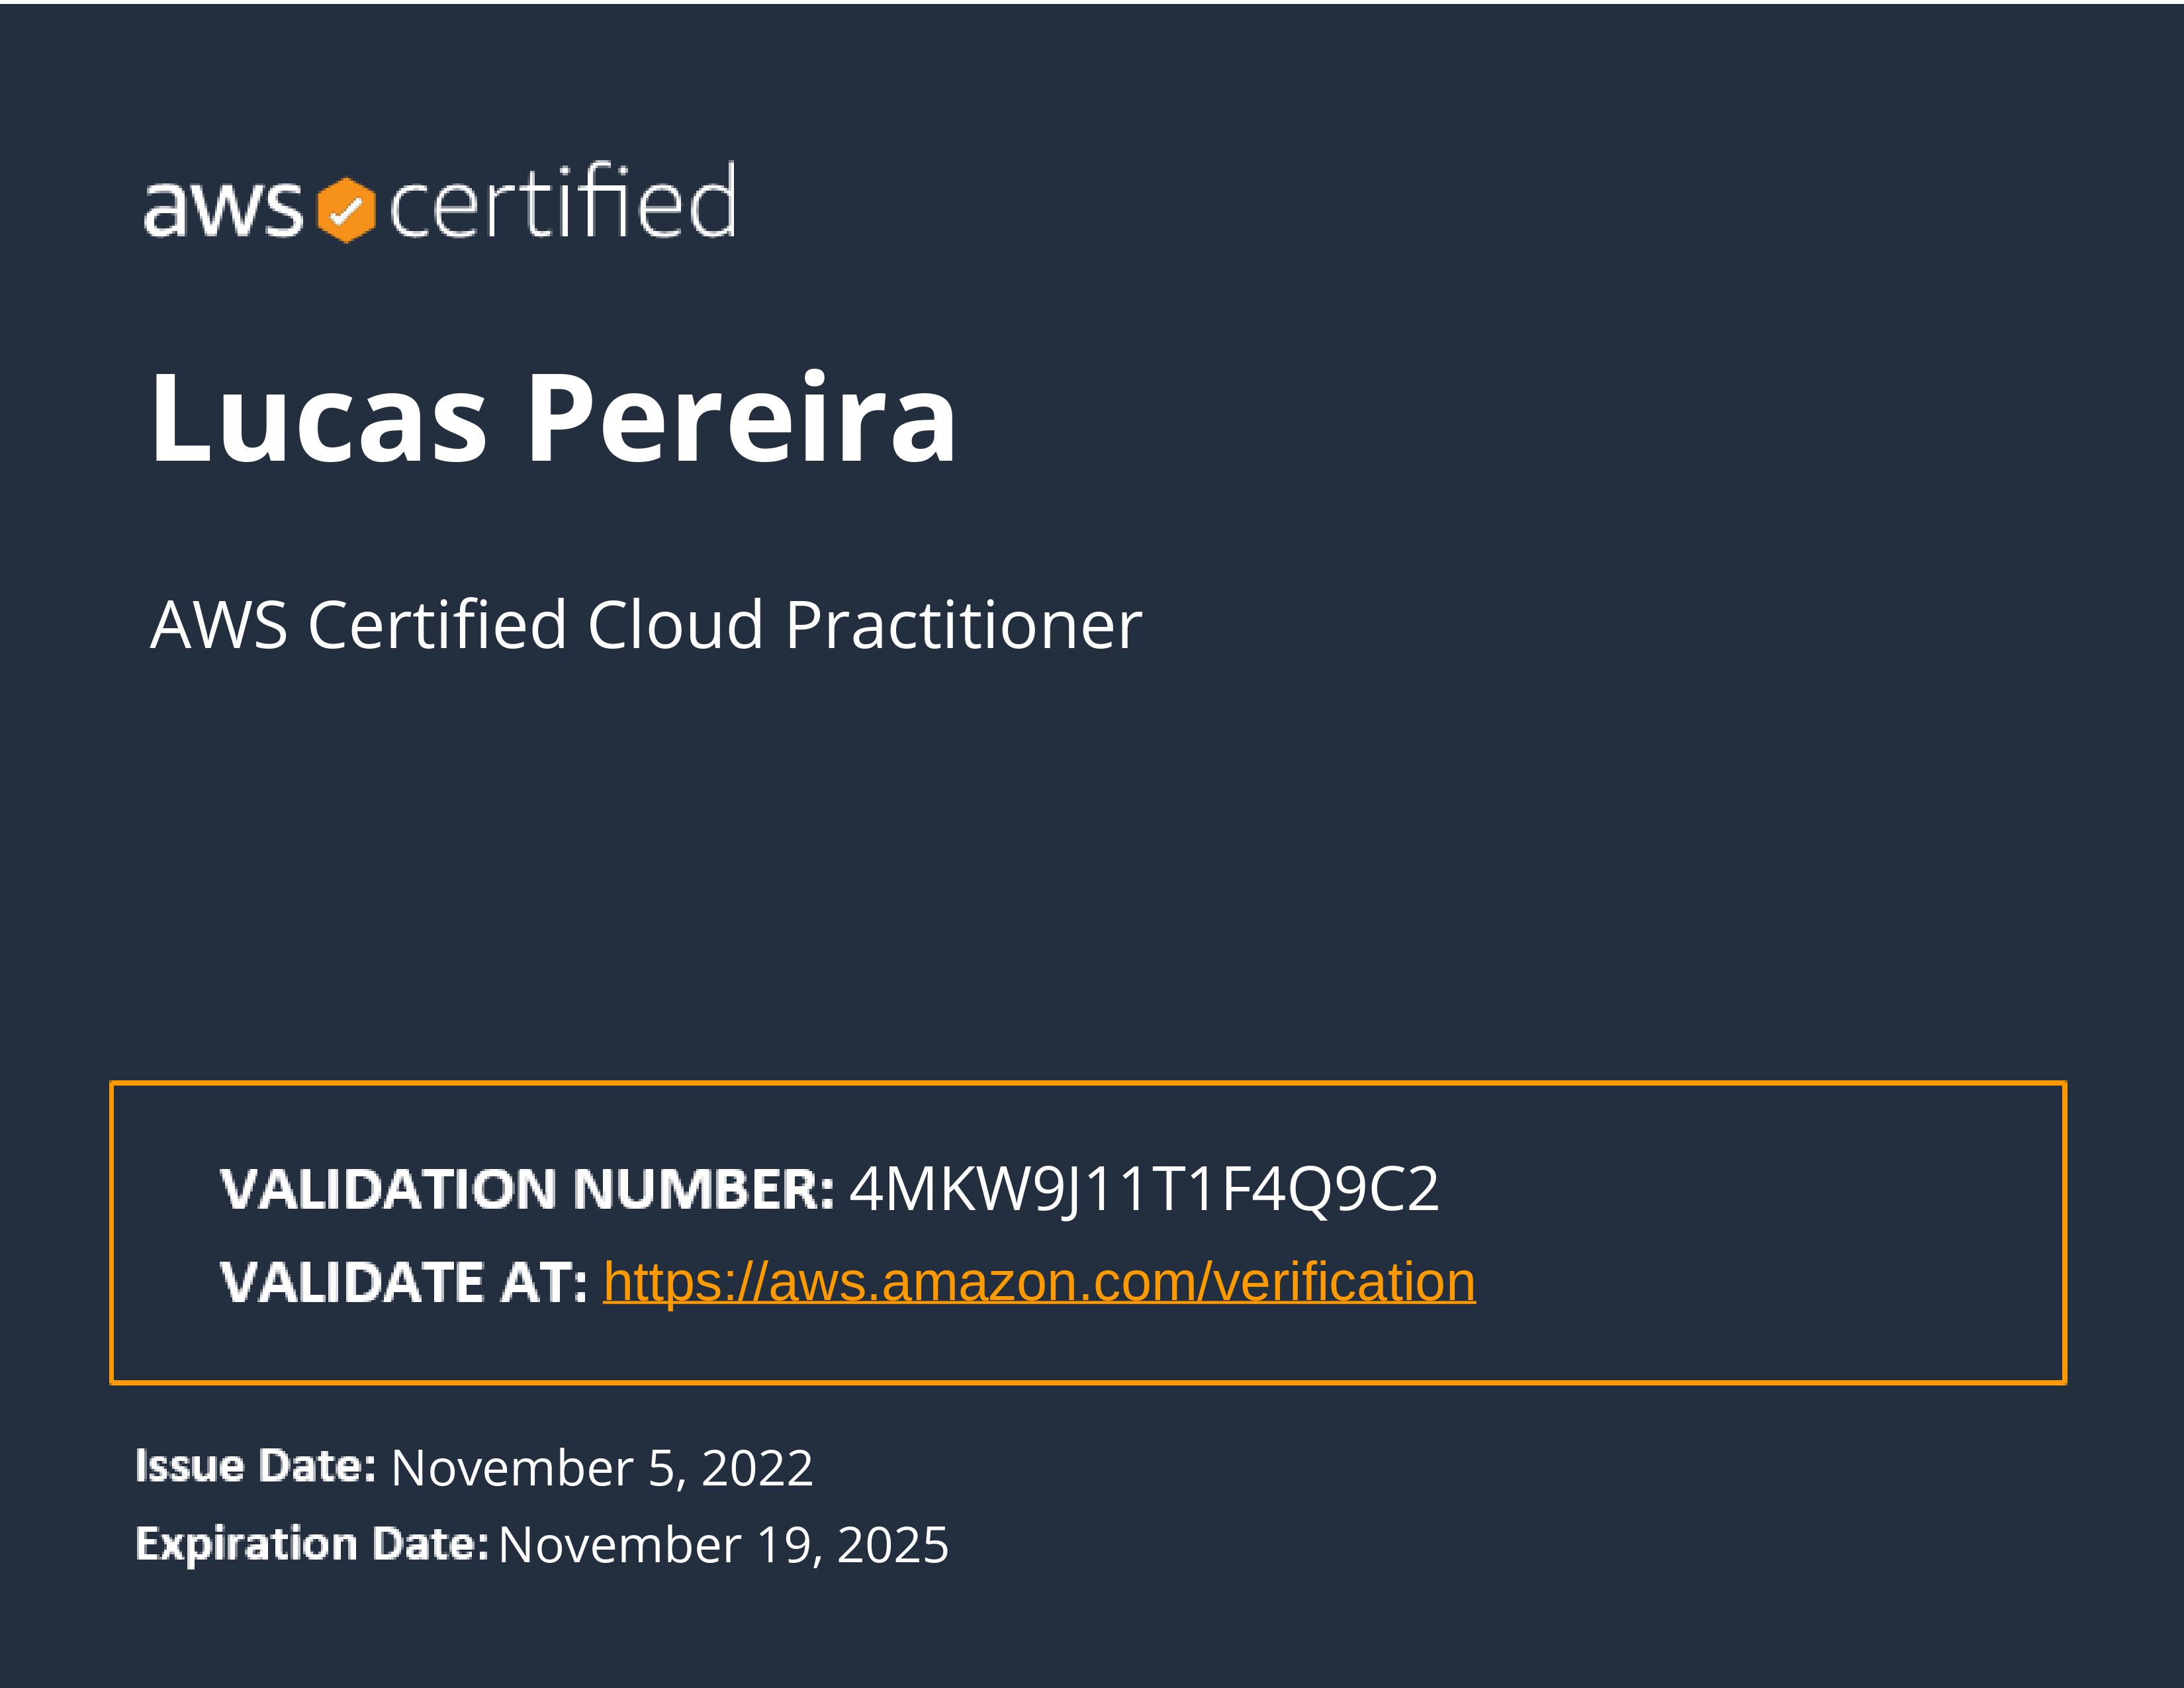 aws certified
Lucas Pereira
AWS Certified Cloud Practitioner
VALIDATION NUMBER: 4MKW9J11T1F4Q9C2
VALIDATE AT: https://aws.amazon.com/verification
Issue Date: November 5, 2022
Expiration Date: November 19, 2025